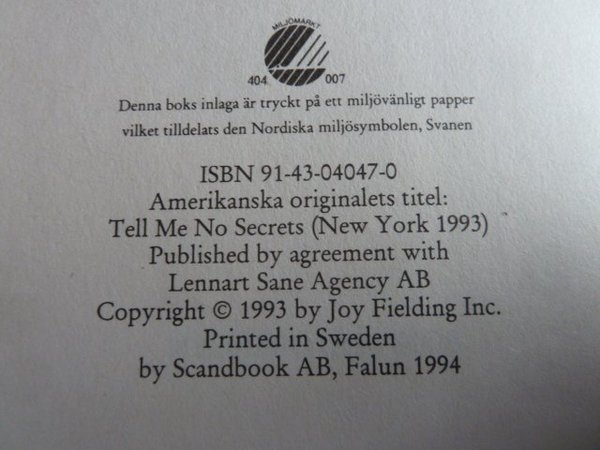 MILJÖMÄRKT
404 007
Denna boks inlaga är tryckt på ett miljövänligt papper
vilket tilldelats den Nordiska miljösymbolen, Svanen
ISBN 91-43-04047-0
Amerikanska originalets titel:
Tell Me No Secrets (New York 1993)
Published by agreement with
Lennart Sane Agency AB
Copyright © 1993 by Joy Fielding Inc.
Printed in Sweden
by Scandbook AB, Falun 1994